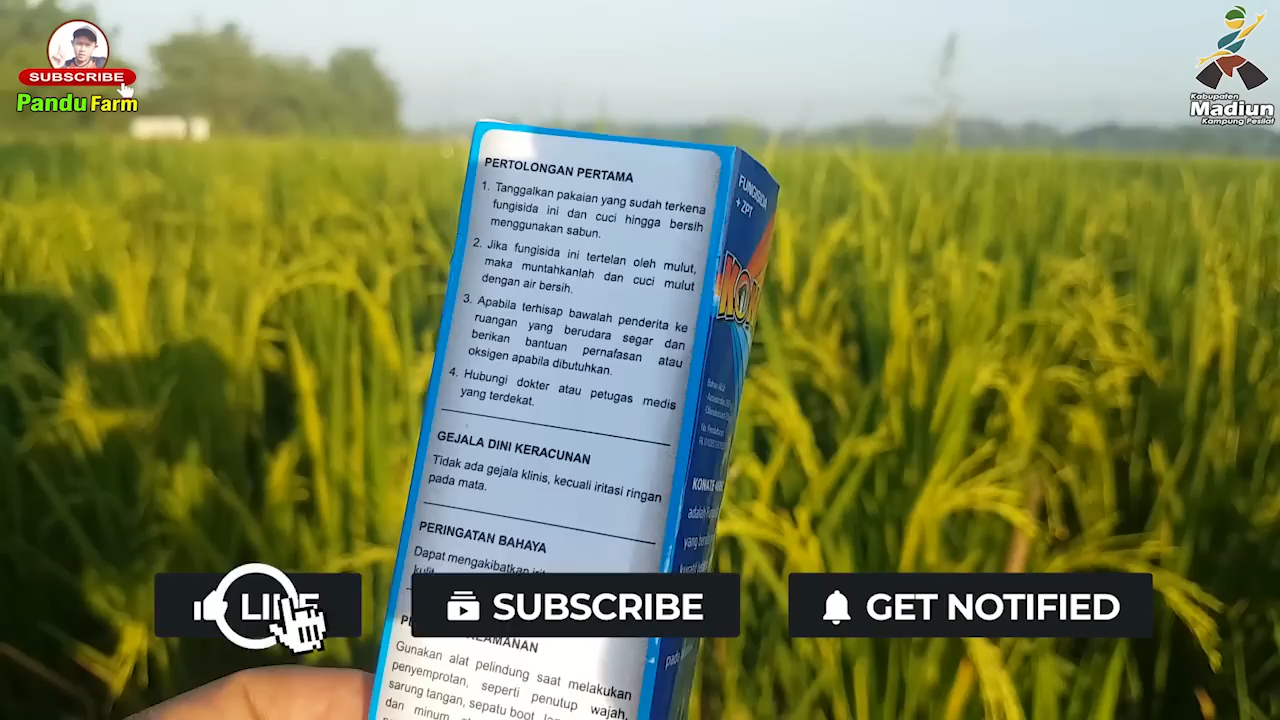 SUBSCRIBE
Pandu Farm
Kabupaten
Madiun
Kampung Pesilat
PERTOLONGAN PERTAMA
1. Tanggalkan pakaian yang sudah terkena
fungisida ini dan cuci hingga bersih
menggunakan sabun.
2. Jika fungisida ini tertelan oleh mulut,
maka muntahkanlah dan cuci mulut
dengan air bersih.
3. Apabila terhisap bawalah penderita ke
ruangan yang berudara segar dan
berikan bantuan pernafasan atau
oksigen apabila dibutuhkan.
4. Hubungi dokter atau petugas medis
yang terdekat.
GEJALA DINI KERACUNAN
Tidak ada gejala klinis, kecuali iritasi ringan
pada mata.
PERINGATAN BAHAYA
Dapat mengakibatkan
Gunakan alat pelindung saat melakukan
penyemprotan, seperti penutup wajah,
sarung tangan, sepatu boot,
dan minum
FUNGISIDA
+ ZPT
Bahan Aktif
adalah
yang
SUBSCRIBE
GET NOTIFIED